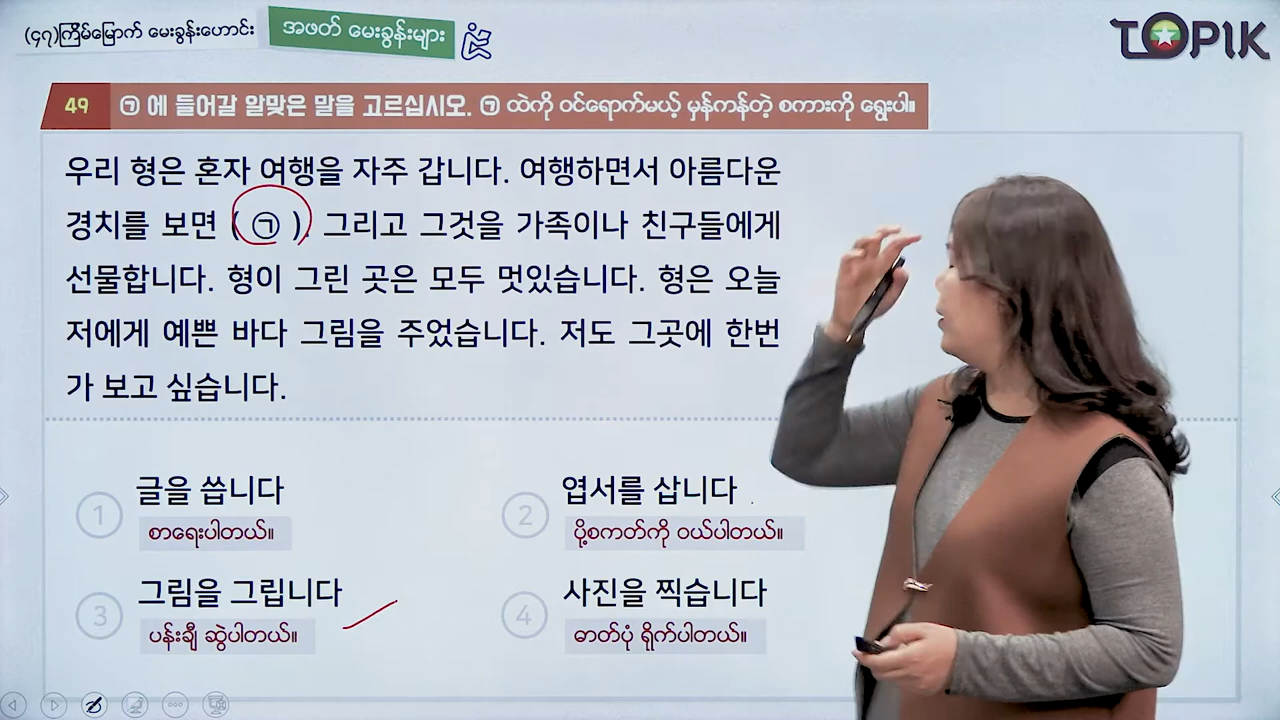 (၄၇)ကြိမ်မြောက် မေးခွန်းဟောင်း
အဖတ် မေးခွန်းများ
TOPIK
49 ㉠ 에 들어갈 알맞은 말을 고르십시오. ㉠ ထဲကို ဝင်ရောက်မယ့် မှန်ကန်တဲ့ စကားကို ရွေးပါ။
우리 형은 혼자 여행을 자주 갑니다. 여행하면서 아름다운
경치를 보면 ( ㉠ ). 그리고 그것을 가족이나 친구들에게
선물합니다. 형이 그린 곳은 모두 멋있습니다. 형은 오늘
저에게 예쁜 바다 그림을 주었습니다. 저도 그곳에 한번
가 보고 싶습니다.
1 글을 씁니다
စာရေးပါတယ်။
2 엽서를 삽니다
ပို့စကတ်ကို ဝယ်ပါတယ်။
3 그림을 그립니다
ပန်းချီ ဆွဲပါတယ်။
4 사진을 찍습니다
ဓာတ်ပုံ ရိုက်ပါတယ်။